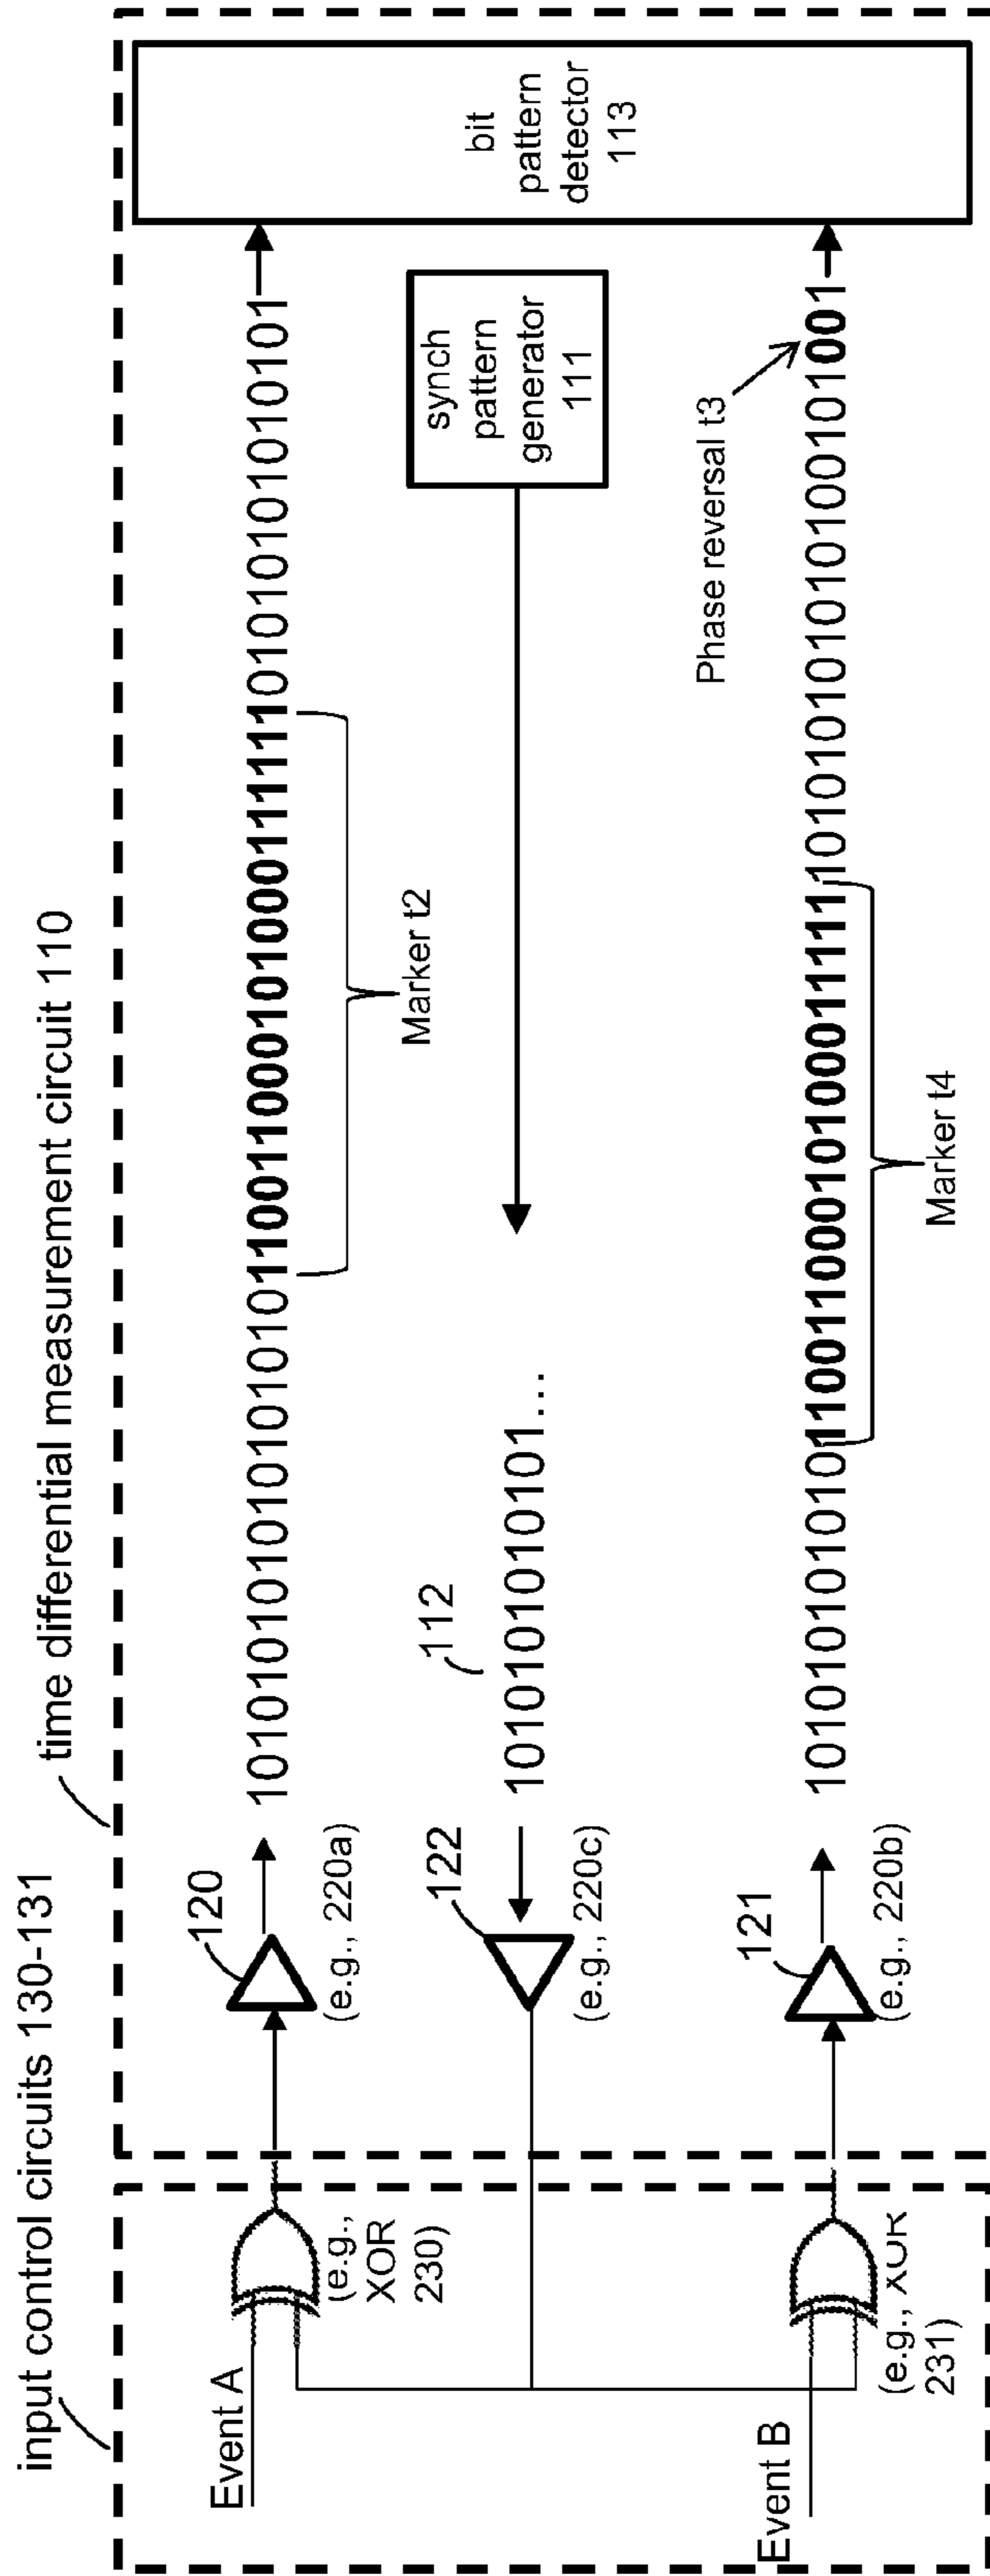 input control circuits 130-131
time differential measurement circuit 110
Event A
(e.g.,
XOR
230)
120
(e.g., 220a)
1010101010101010101100110001010001111101010101010101
Marker t2
bit
pattern
detector
113
122
(e.g., 220c)
112
1010101010101...
synch
pattern
generator
111
Event B
(e.g., XOR
231)
121
(e.g., 220b)
1010101010101100110001010001111101010101010100101001
Marker t4
Phase reversal t3